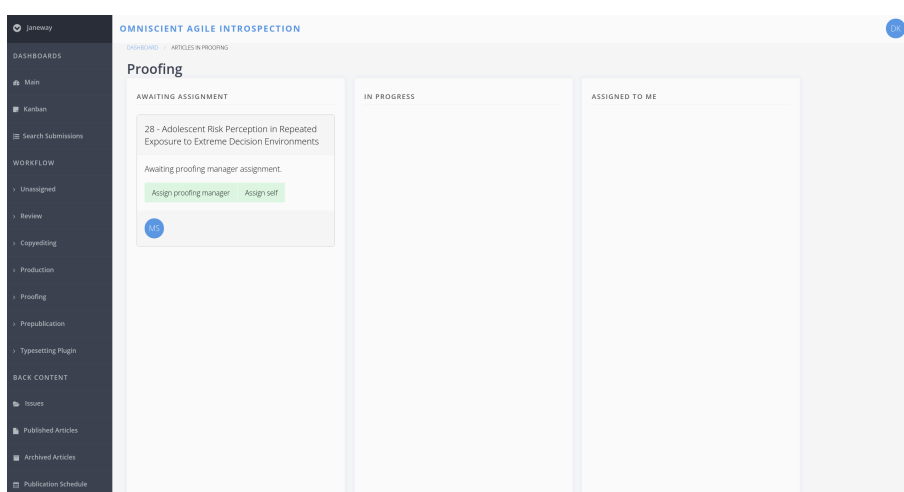 Janeway
OMNISCIENT AGILE INTROSPECTION
DK
DASHBOARDS
Main
Kanban
Search Submissions
WORKFLOW
Unassigned
Review
Copyediting
Production
Proofing
Prepublication
Typesetting Plugin
BACK CONTENT
Issues
Published Articles
Archived Articles
Publication Schedule
DASHBOARD / ARTICLES IN PROOFING
Proofing
AWAITING ASSIGNMENT
28 - Adolescent Risk Perception in Repeated
Exposure to Extreme Decision Environments
Awaiting proofing manager assignment.
Assign proofing manager Assign self
MS
IN PROGRESS
ASSIGNED TO ME